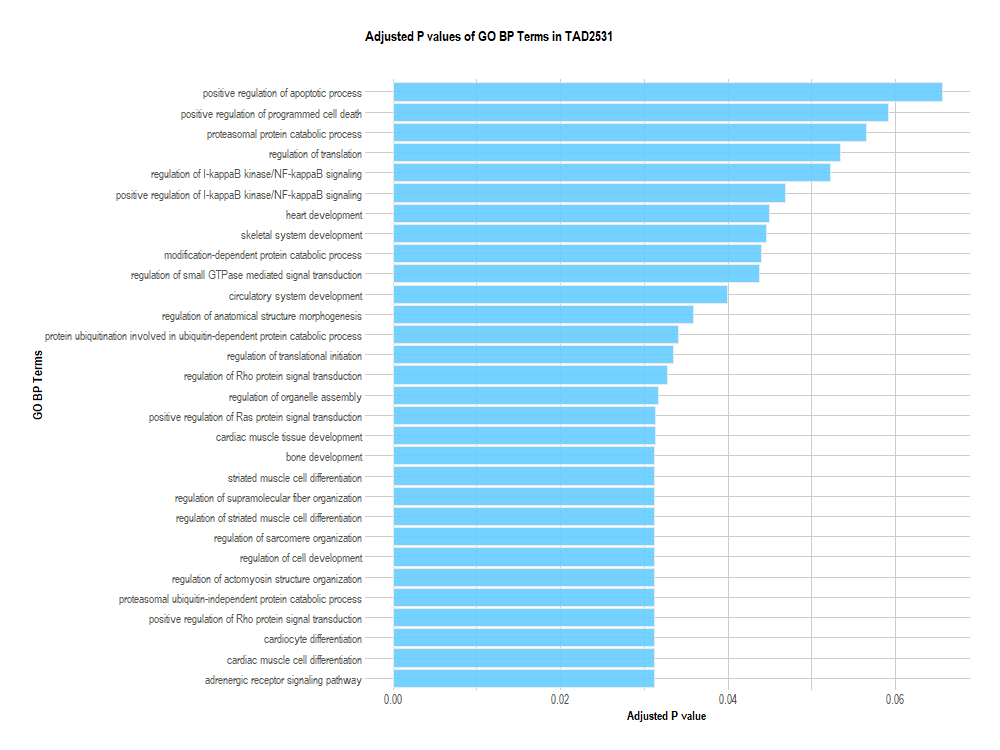 Adjusted P values of GO BP Terms in TAD2531
positive regulation of apoptotic process
positive regulation of programmed cell death
proteasomal protein catabolic process
regulation of translation
regulation of I-kappaB kinase/NF-kappaB signaling
positive regulation of I-kappaB kinase/NF-kappaB signaling
heart development
skeletal system development
modification-dependent protein catabolic process
regulation of small GTPase mediated signal transduction
circulatory system development
regulation of anatomical structure morphogenesis
protein ubiquitination involved in ubiquitin-dependent protein catabolic process
regulation of translational initiation
regulation of Rho protein signal transduction
regulation of organelle assembly
positive regulation of Ras protein signal transduction
cardiac muscle tissue development
bone development
striated muscle cell differentiation
regulation of supramolecular fiber organization
regulation of striated muscle cell differentiation
regulation of sarcomere organization
regulation of cell development
regulation of actomyosin structure organization
proteasomal ubiquitin-independent protein catabolic process
positive regulation of Rho protein signal transduction
cardiocyte differentiation
cardiac muscle cell differentiation
adrenergic receptor signaling pathway
GO BP Terms
0.00 0.02 0.04 0.06
Adjusted P value